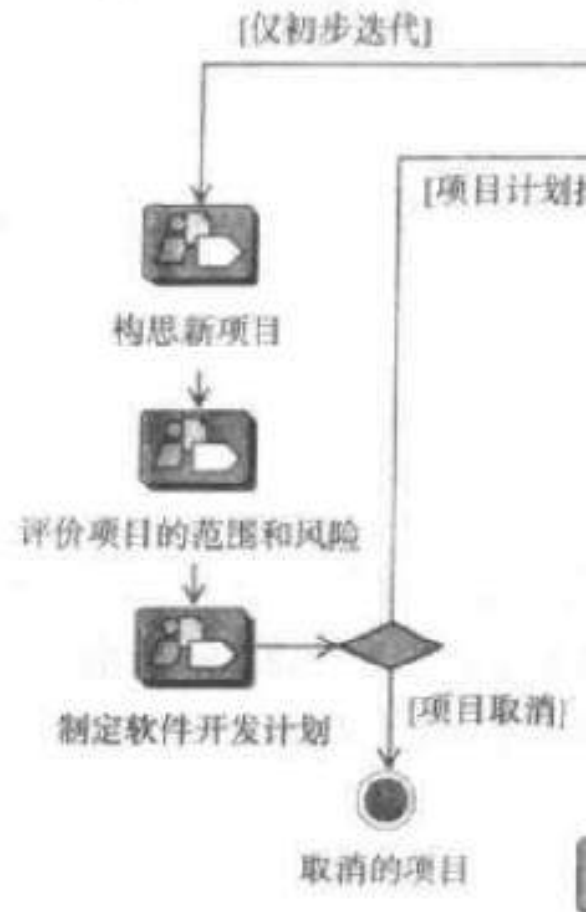 [仅初步迭代]
[项目计划
构思新项目
评价项目的范围和风险
制定软件开发计划
[项目取消]
取消的项目